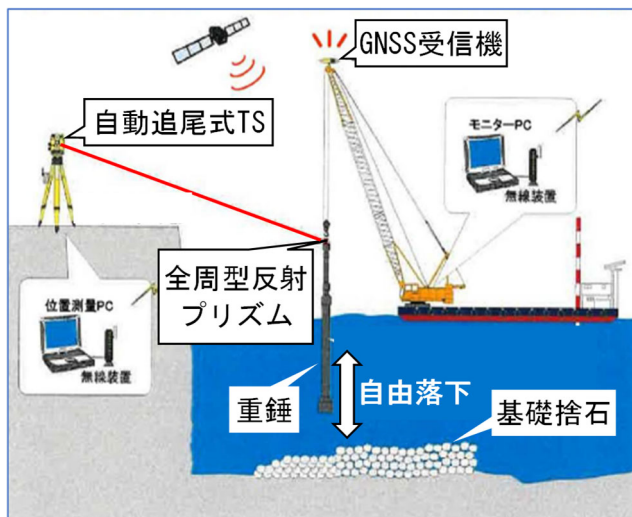 GNSS受信機
自動追尾式TS
モニターPC
無線装置
全周型反射
プリズム
位置測量PC
無線装置
重錘
自由落下
基礎捨石